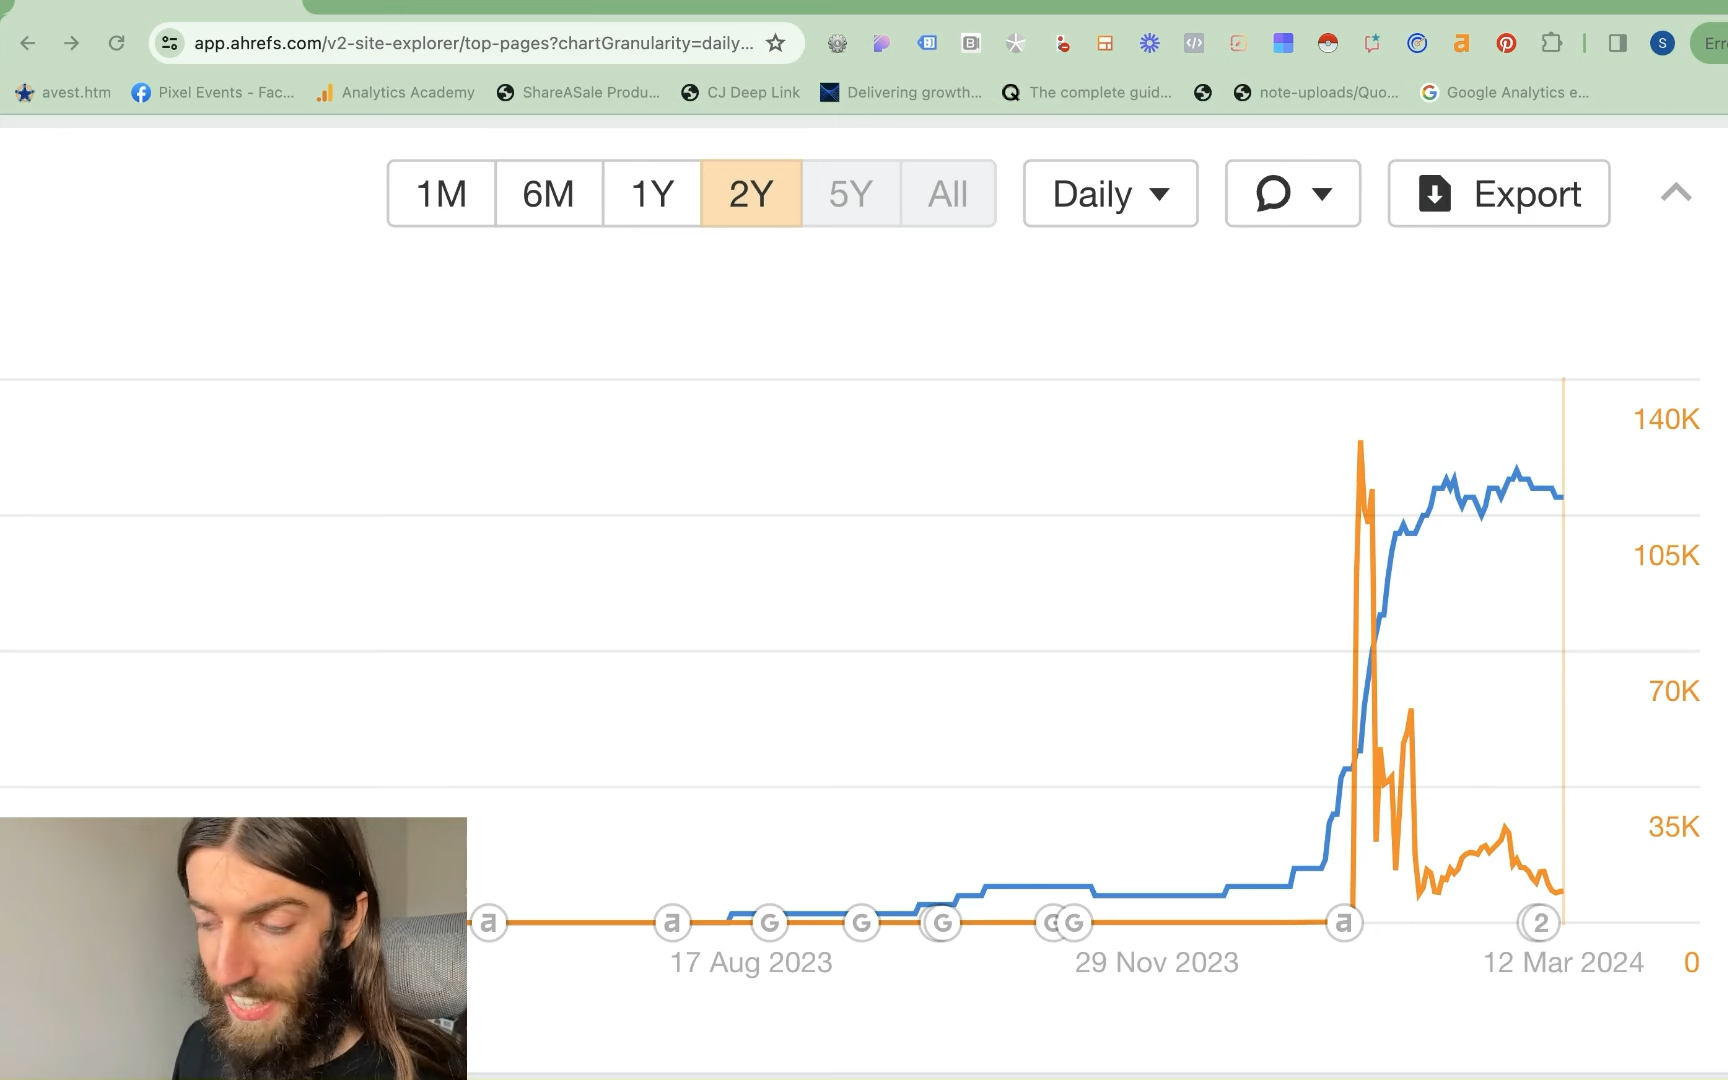 app.ahrefs.com/v2-site-explorer/top-pages?chartGranularity=daily...
S
Err
avest.htm
Pixel Events - Fac...
Analytics Academy
ShareASale Produ...
CJ Deep Link
Delivering growth...
The complete guid...
note-uploads/Quo...
Google Analytics e...
1M 6M 1Y 2Y 5Y All Daily Export
140K
105K
70K
35K
a a G G G G G a 2
17 Aug 2023 29 Nov 2023 12 Mar 2024 0